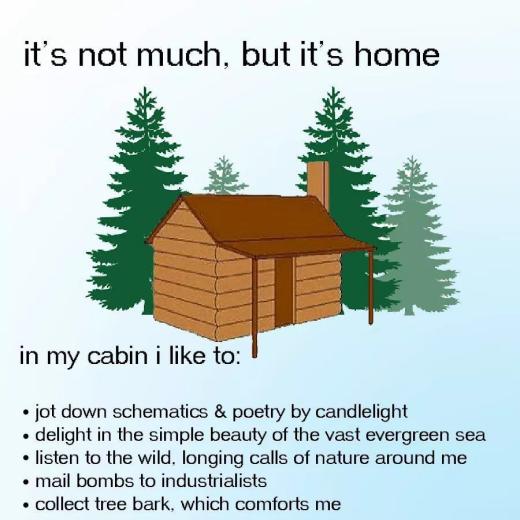 it's not much, but it's home
in my cabin i like to:
• jot down schematics & poetry by candlelight
• delight in the simple beauty of the vast evergreen sea
• listen to the wild, longing calls of nature around me
• mail bombs to industrialists
• collect tree bark, which comforts me